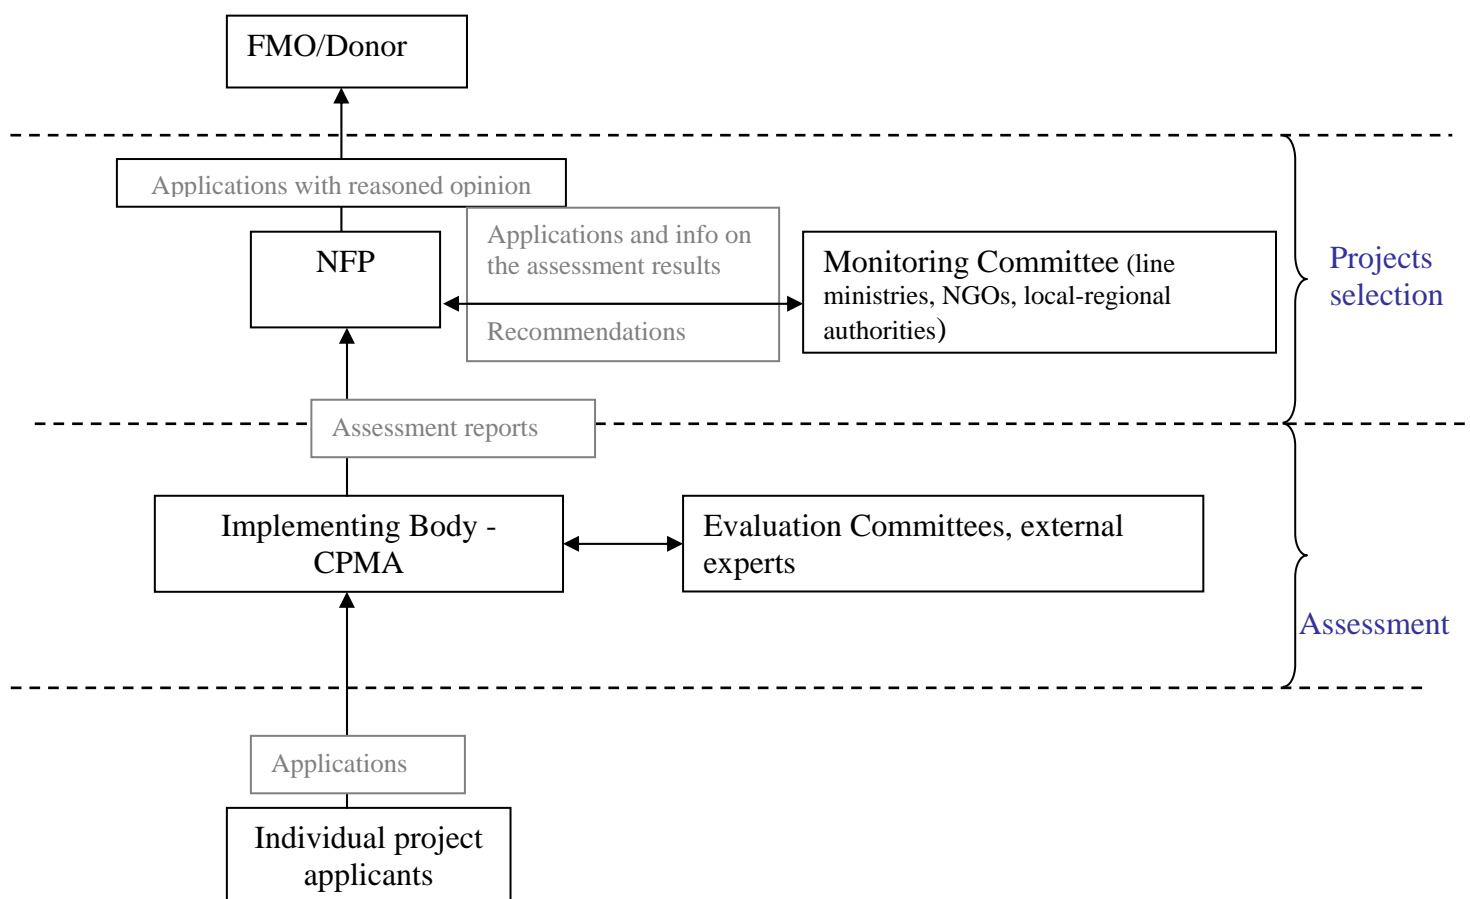 FMO/Donor
Applications with reasoned opinion
NFP
Applications and info on
the assessment results
Recommendations
Monitoring Committee (line
ministries, NGOs, local-regional
authorities)
Projects
selection
Assessment reports
Implementing Body -
CPMA
Evaluation Committees, external
experts
Assessment
Applications
Individual project
applicants